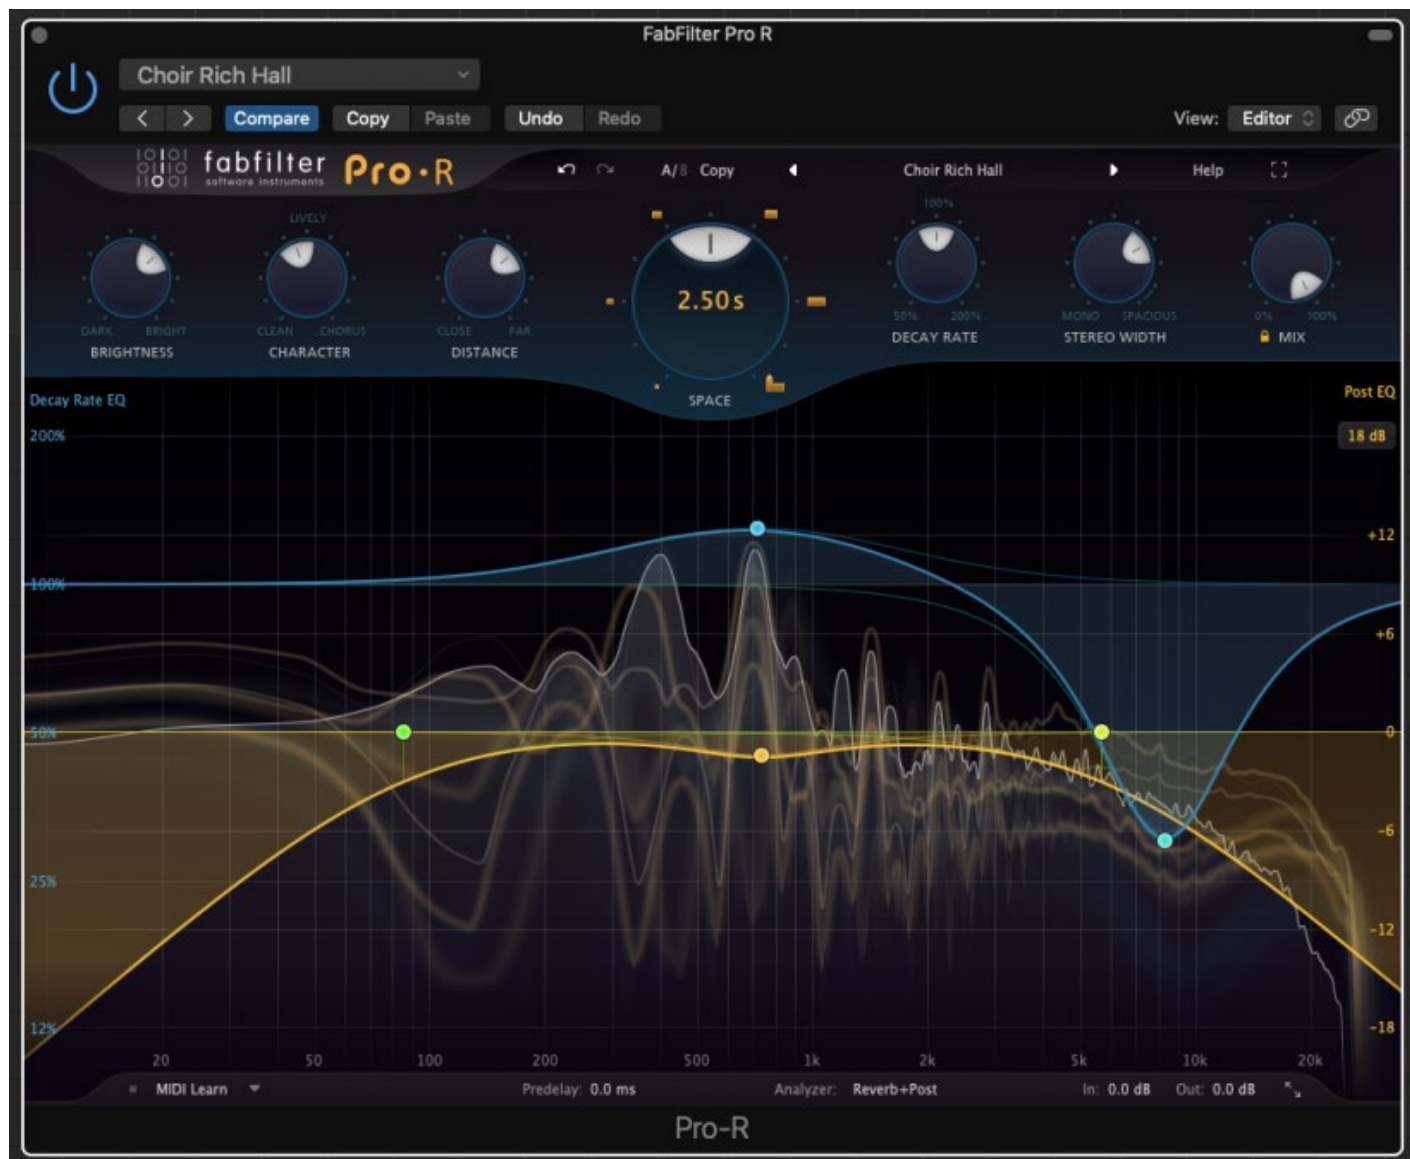 FabFilter Pro R
Choir Rich Hall
Compare Copy Paste Undo Redo View: Editor
fabfilter Pro·R
software instruments
A/B Copy Choir Rich Hall Help
LIVELY 100%
2.50s
DARK BRIGHT CLEAN CHORUS CLOSE FAR 50% 200% MONO SPACIOUS 0% 100%
BRIGHTNESS CHARACTER DISTANCE DECAY RATE STEREO WIDTH MIX
SPACE
Decay Rate EQ Post EQ
200% 18 dB
+12
100%
+6
50% 0
-6
25%
-12
12% -18
20 50 100 200 500 1k 2k 5k 10k 20k
MIDI Learn Predelay: 0.0 ms Analyzer: Reverb+Post In: 0.0 dB Out: 0.0 dB
Pro-R